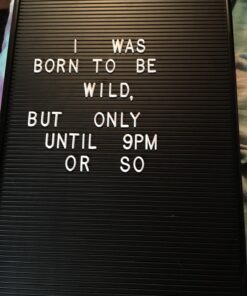 I WAS
BORN TO BE
WILD,
BUT ONLY
UNTIL 9PM
OR SO